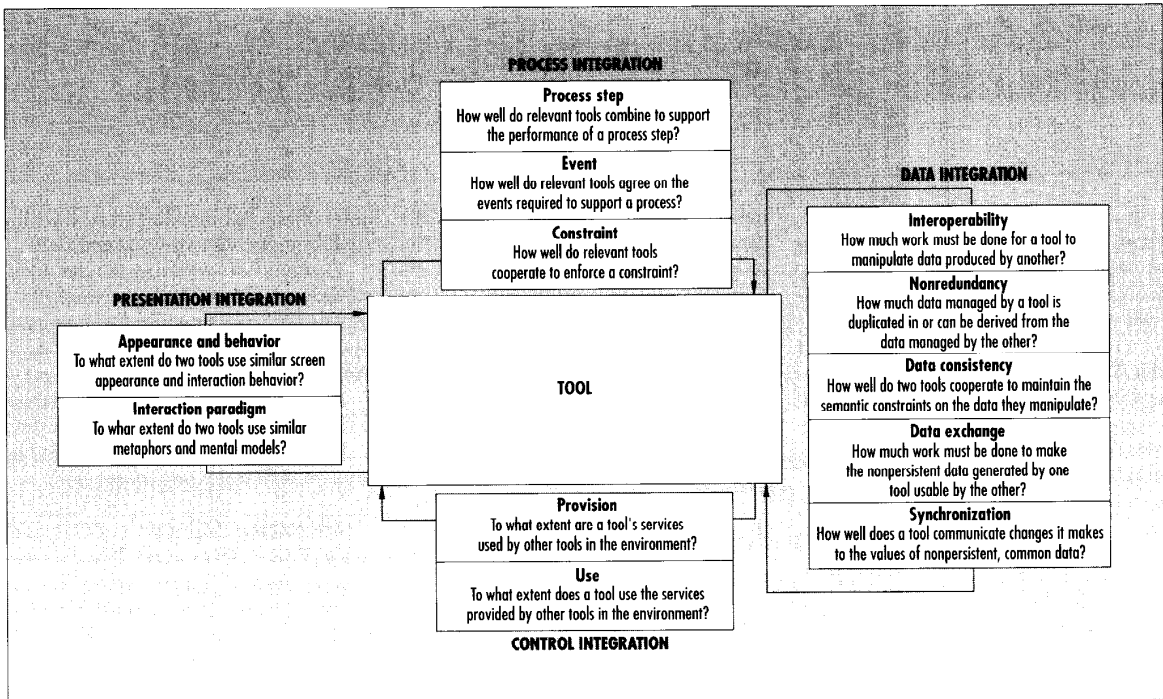 PROCESS INTEGRATION
Process step
How well do relevant tools combine to support
the performance of a process step?
Event
How well do relevant tools agree on the
events required to support a process?
Constraint
How well do relevant tools
cooperate to enforce a constraint?
DATA INTEGRATION
Interoperability
How much work must be done for a tool to
manipulate data produced by another?
Nonredundancy
How much data managed by a tool is
duplicated in or can be derived from the
data managed by the other?
Data consistency
How well do two tools cooperate to maintain the
semantic constraints on the data they manipulate?
Data exchange
How much work must be done to make
the nonpersistent data generated by one
tool usable by the other?
Synchronization
How well does a tool communicate changes it makes
to the values of nonpersistent, common data?
PRESENTATION INTEGRATION
Appearance and behavior
To what extent do two tools use similar screen
appearance and interaction behavior?
Interaction paradigm
To whar extent do two tools use similar
metaphors and mental models?
TOOL
Provision
To what extent are a tool's services
used by other tools in the environment?
Use
To what extent does a tool use the services
provided by other tools in the environment?
CONTROL INTEGRATION